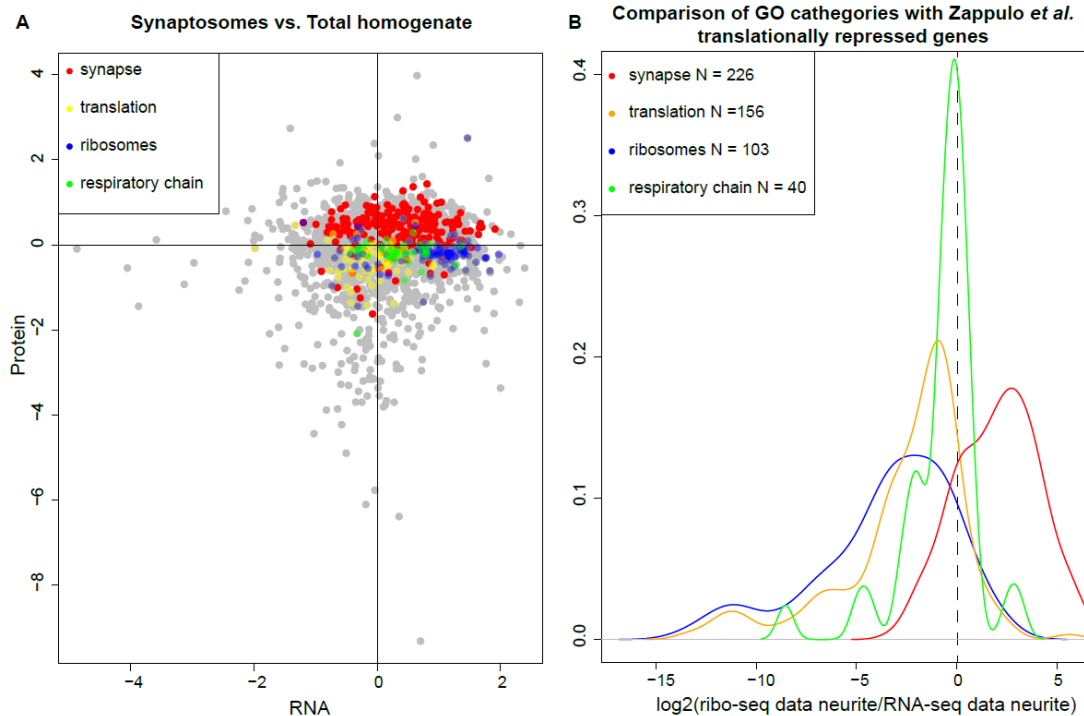 A
Synaptosomes vs. Total homogenate
synapse
translation
ribosomes
respiratory chain
4
2
0
−2
−4
−6
−8
Protein
−4
−2
0
2
RNA
B
Comparison of GO cathegories with Zappulo et al.
translationally repressed genes
synapse N = 226
translation N =156
ribosomes N = 103
respiratory chain N = 40
0.4
0.3
0.2
0.1
0.0
−15
−10
−5
0
5
log2(ribo-seq data neurite/RNA-seq data neurite)